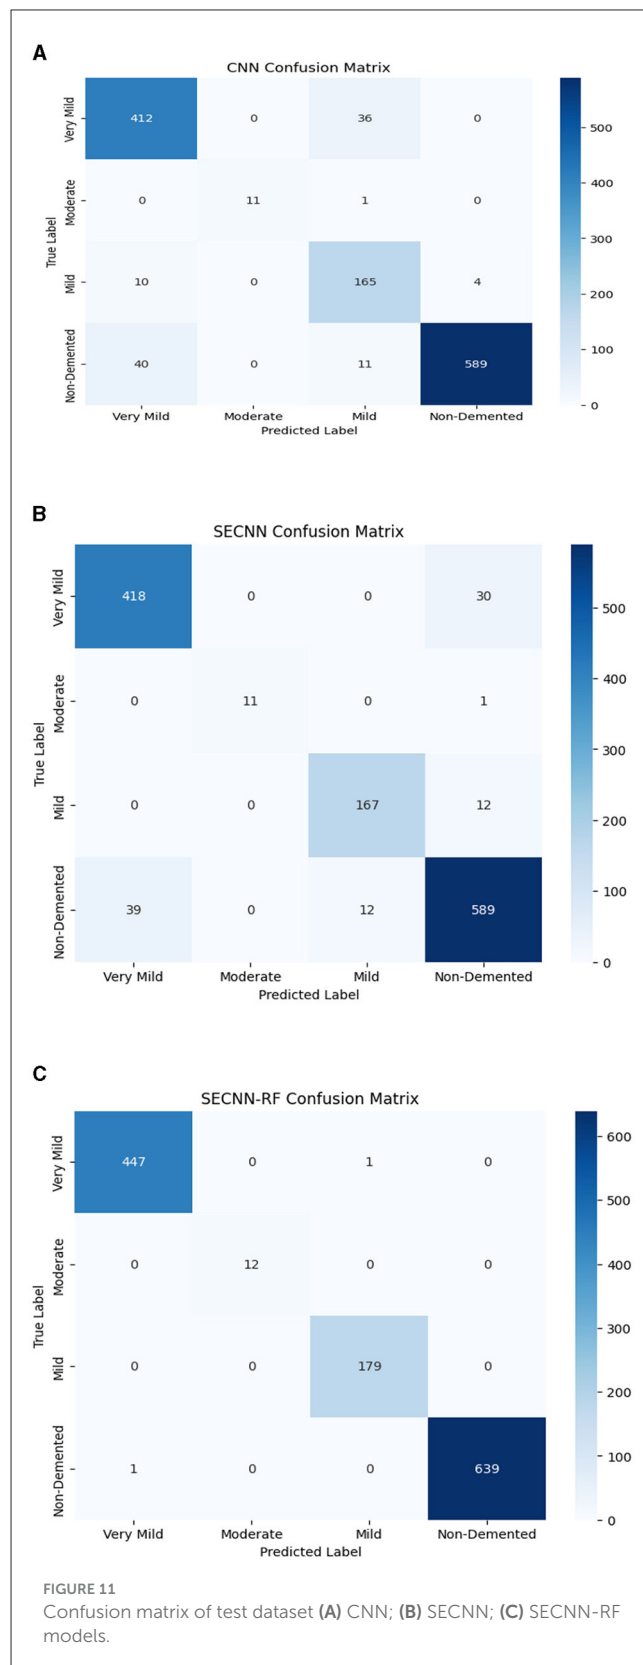 A
CNN Confusion Matrix
True Label
Very Mild
412 0 36 0
Moderate
0 11 1 0
Mild
10 0 165 4
Non-Demented
40 0 11 589
Very Mild Moderate Mild Non-Demented
Predicted Label
500
400
300
200
100
0
B
SECNN Confusion Matrix
True Label
Very Mild
418 0 0 30
Moderate
0 11 0 1
Mild
0 0 167 12
Non-Demented
39 0 12 589
Very Mild Moderate Mild Non-Demented
Predicted Label
500
400
300
200
100
0
C
SECNN-RF Confusion Matrix
True Label
Very Mild
447 0 1 0
Moderate
0 12 0 0
Mild
0 0 179 0
Non-Demented
1 0 0 639
Very Mild Moderate Mild Non-Demented
Predicted Label
600
500
400
300
200
100
0
FIGURE 11
Confusion matrix of test dataset (A) CNN; (B) SECNN; (C) SECNN-RF
models.